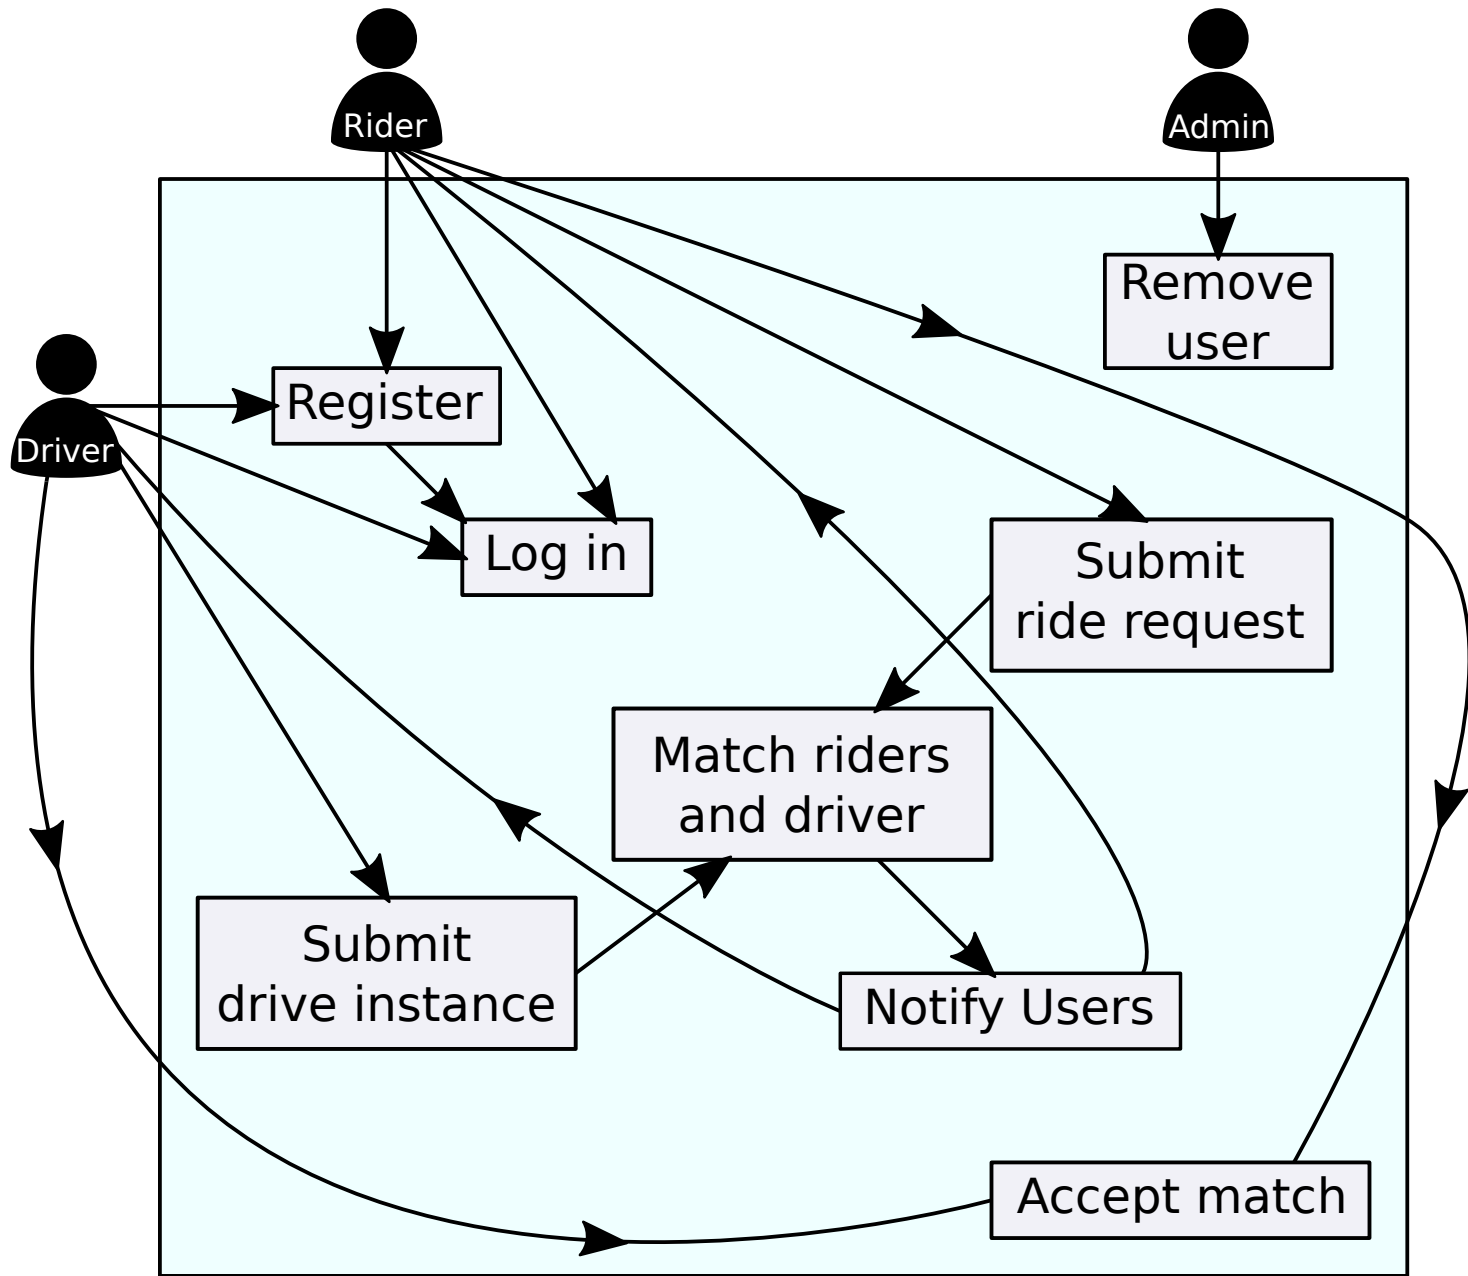 Rider
Admin
Remove
user
Register
Driver
Log in
Submit
ride request
Match riders
and driver
Submit
drive instance
Notify Users
Accept match